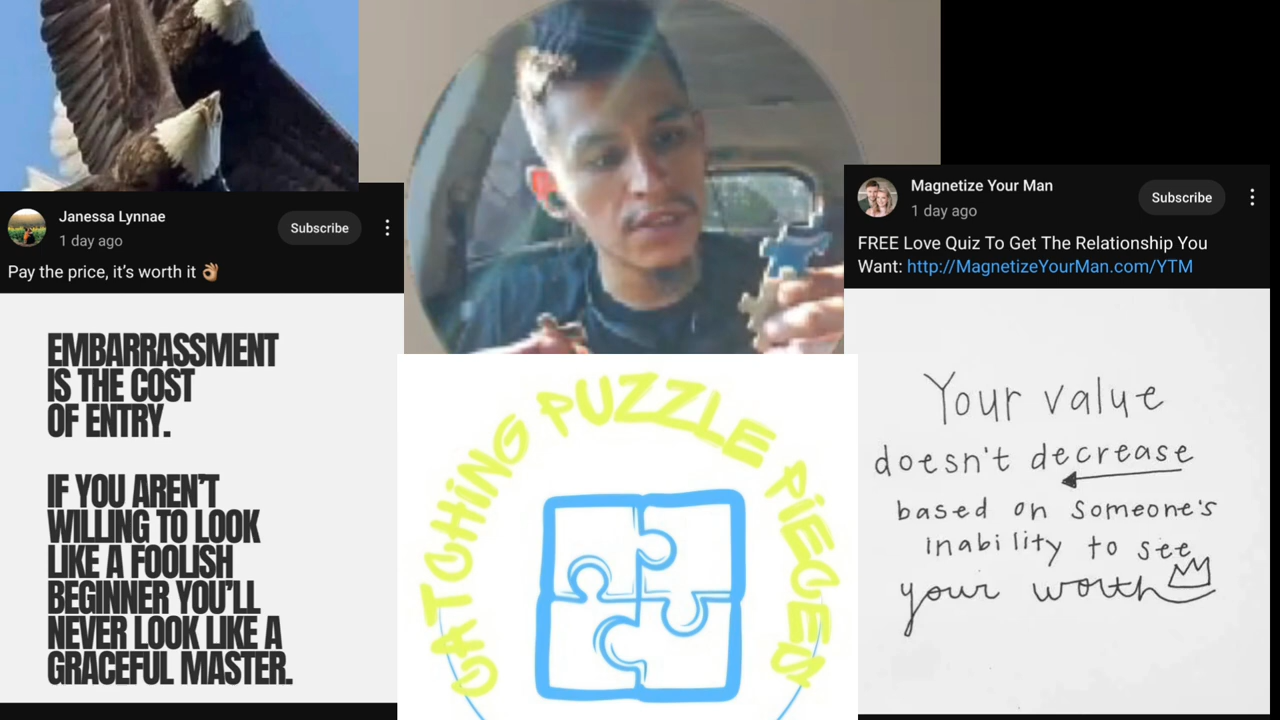 Janessa Lynnae
1 day ago
Subscribe
Pay the price, it's worth it 👌🏽
EMBARRASSMENT
IS THE COST
OF ENTRY.
IF YOU AREN'T
WILLING TO LOOK
LIKE A FOOLISH
BEGINNER YOU'LL
NEVER LOOK LIKE A
GRACEFUL MASTER.
CATCHING PUZZLE PIECES
Magnetize Your Man
1 day ago
Subscribe
FREE Love Quiz To Get The Relationship You
Want: http://MagnetizeYourMan.com/YTM
Your value
doesn't decrease
based on someone's
inability to see
your worth